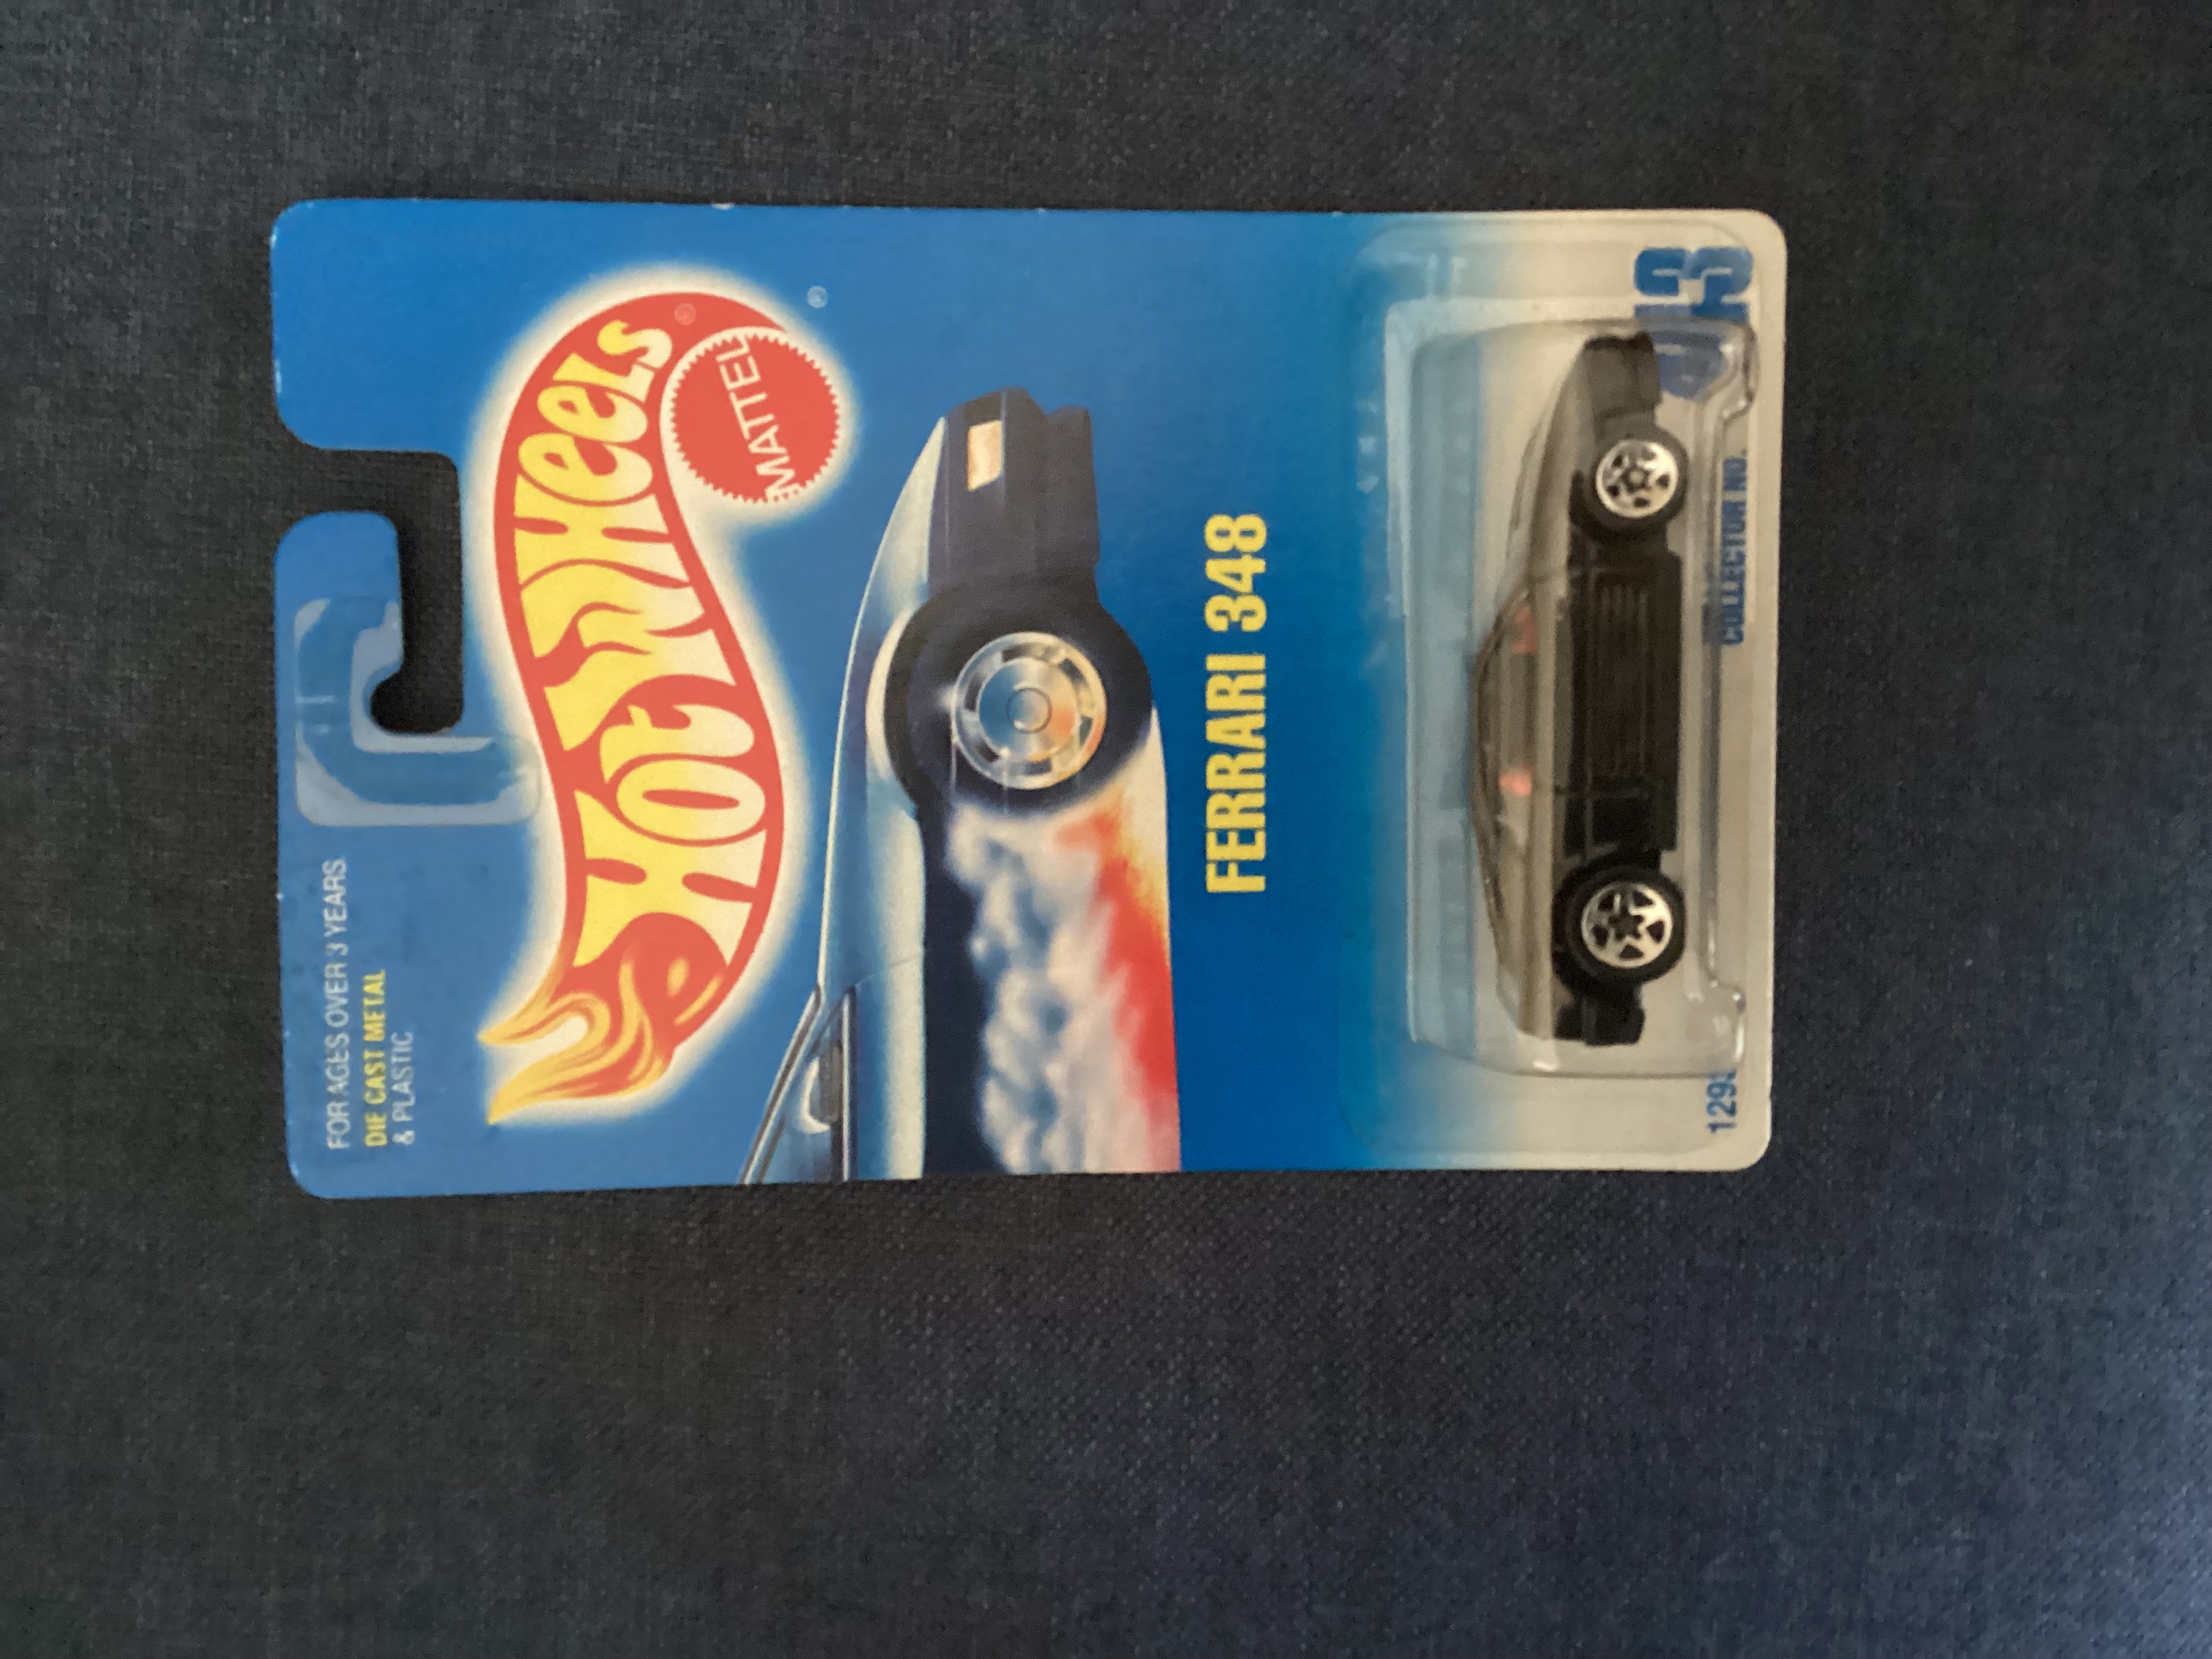 FOR AGES OVER 3 YEARS
DIE CAST METAL
& PLASTIC
HOT WHEELS ®
MATTEL
®
FERRARI 348
COLLECTOR NO.